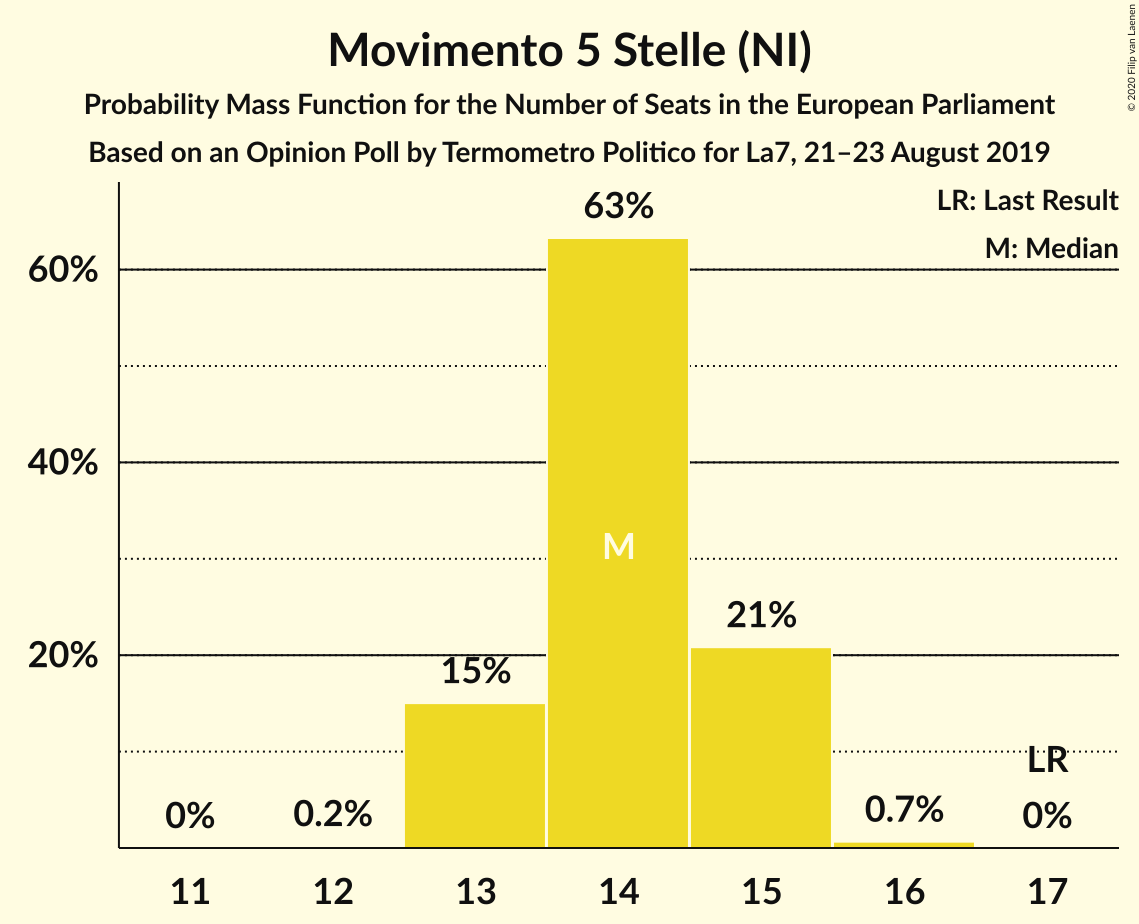 Movimento 5 Stelle (NI)
Probability Mass Function for the Number of Seats in the European Parliament
Based on an Opinion Poll by Termometro Politico for La7, 21–23 August 2019
© 2020 Filip van Laenen
LR: Last Result
M: Median
63%
60%
40%
M
21%
20%
15%
LR
0%
0.2%
0.7%
0%
11 12 13 14 15 16 17